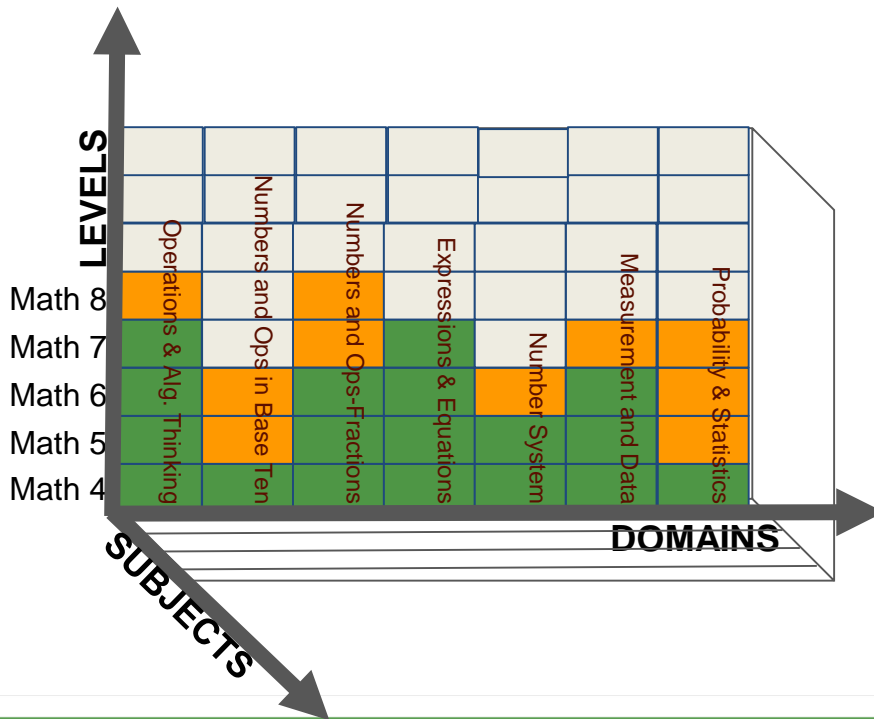 LEVELS
Math 8
Math 7
Math 6
Math 5
Math 4
Operations & Alg. Thinking
Numbers and Ops in Base Ten
Numbers and Ops-Fractions
Expressions & Equations
Number System
Measurement and Data
Probability & Statistics
DOMAINS
SUBJECTS